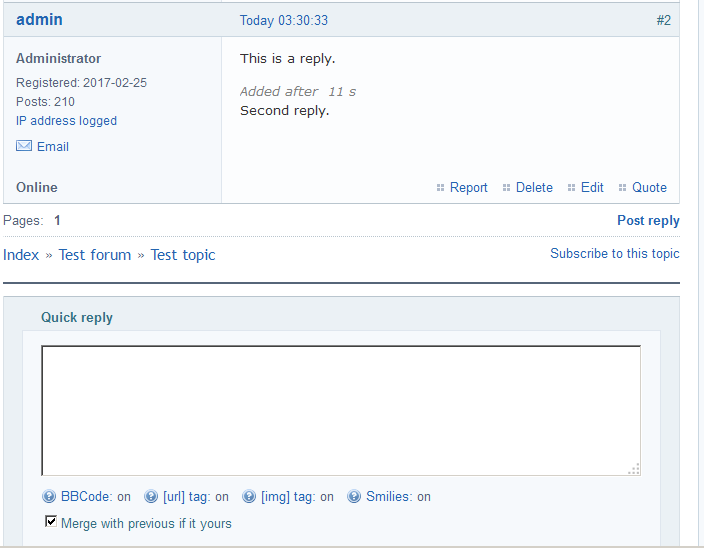 admin Today 03:30:33 #2
Administrator
Registered: 2017-02-25
Posts: 210
IP address logged
Email
Online
This is a reply.
Added after 11 s
Second reply.
Report Delete Edit Quote
Pages: 1 Post reply
Index » Test forum » Test topic Subscribe to this topic
Quick reply
BBCode: on [url] tag: on [img] tag: on Smilies: on
Merge with previous if it yours